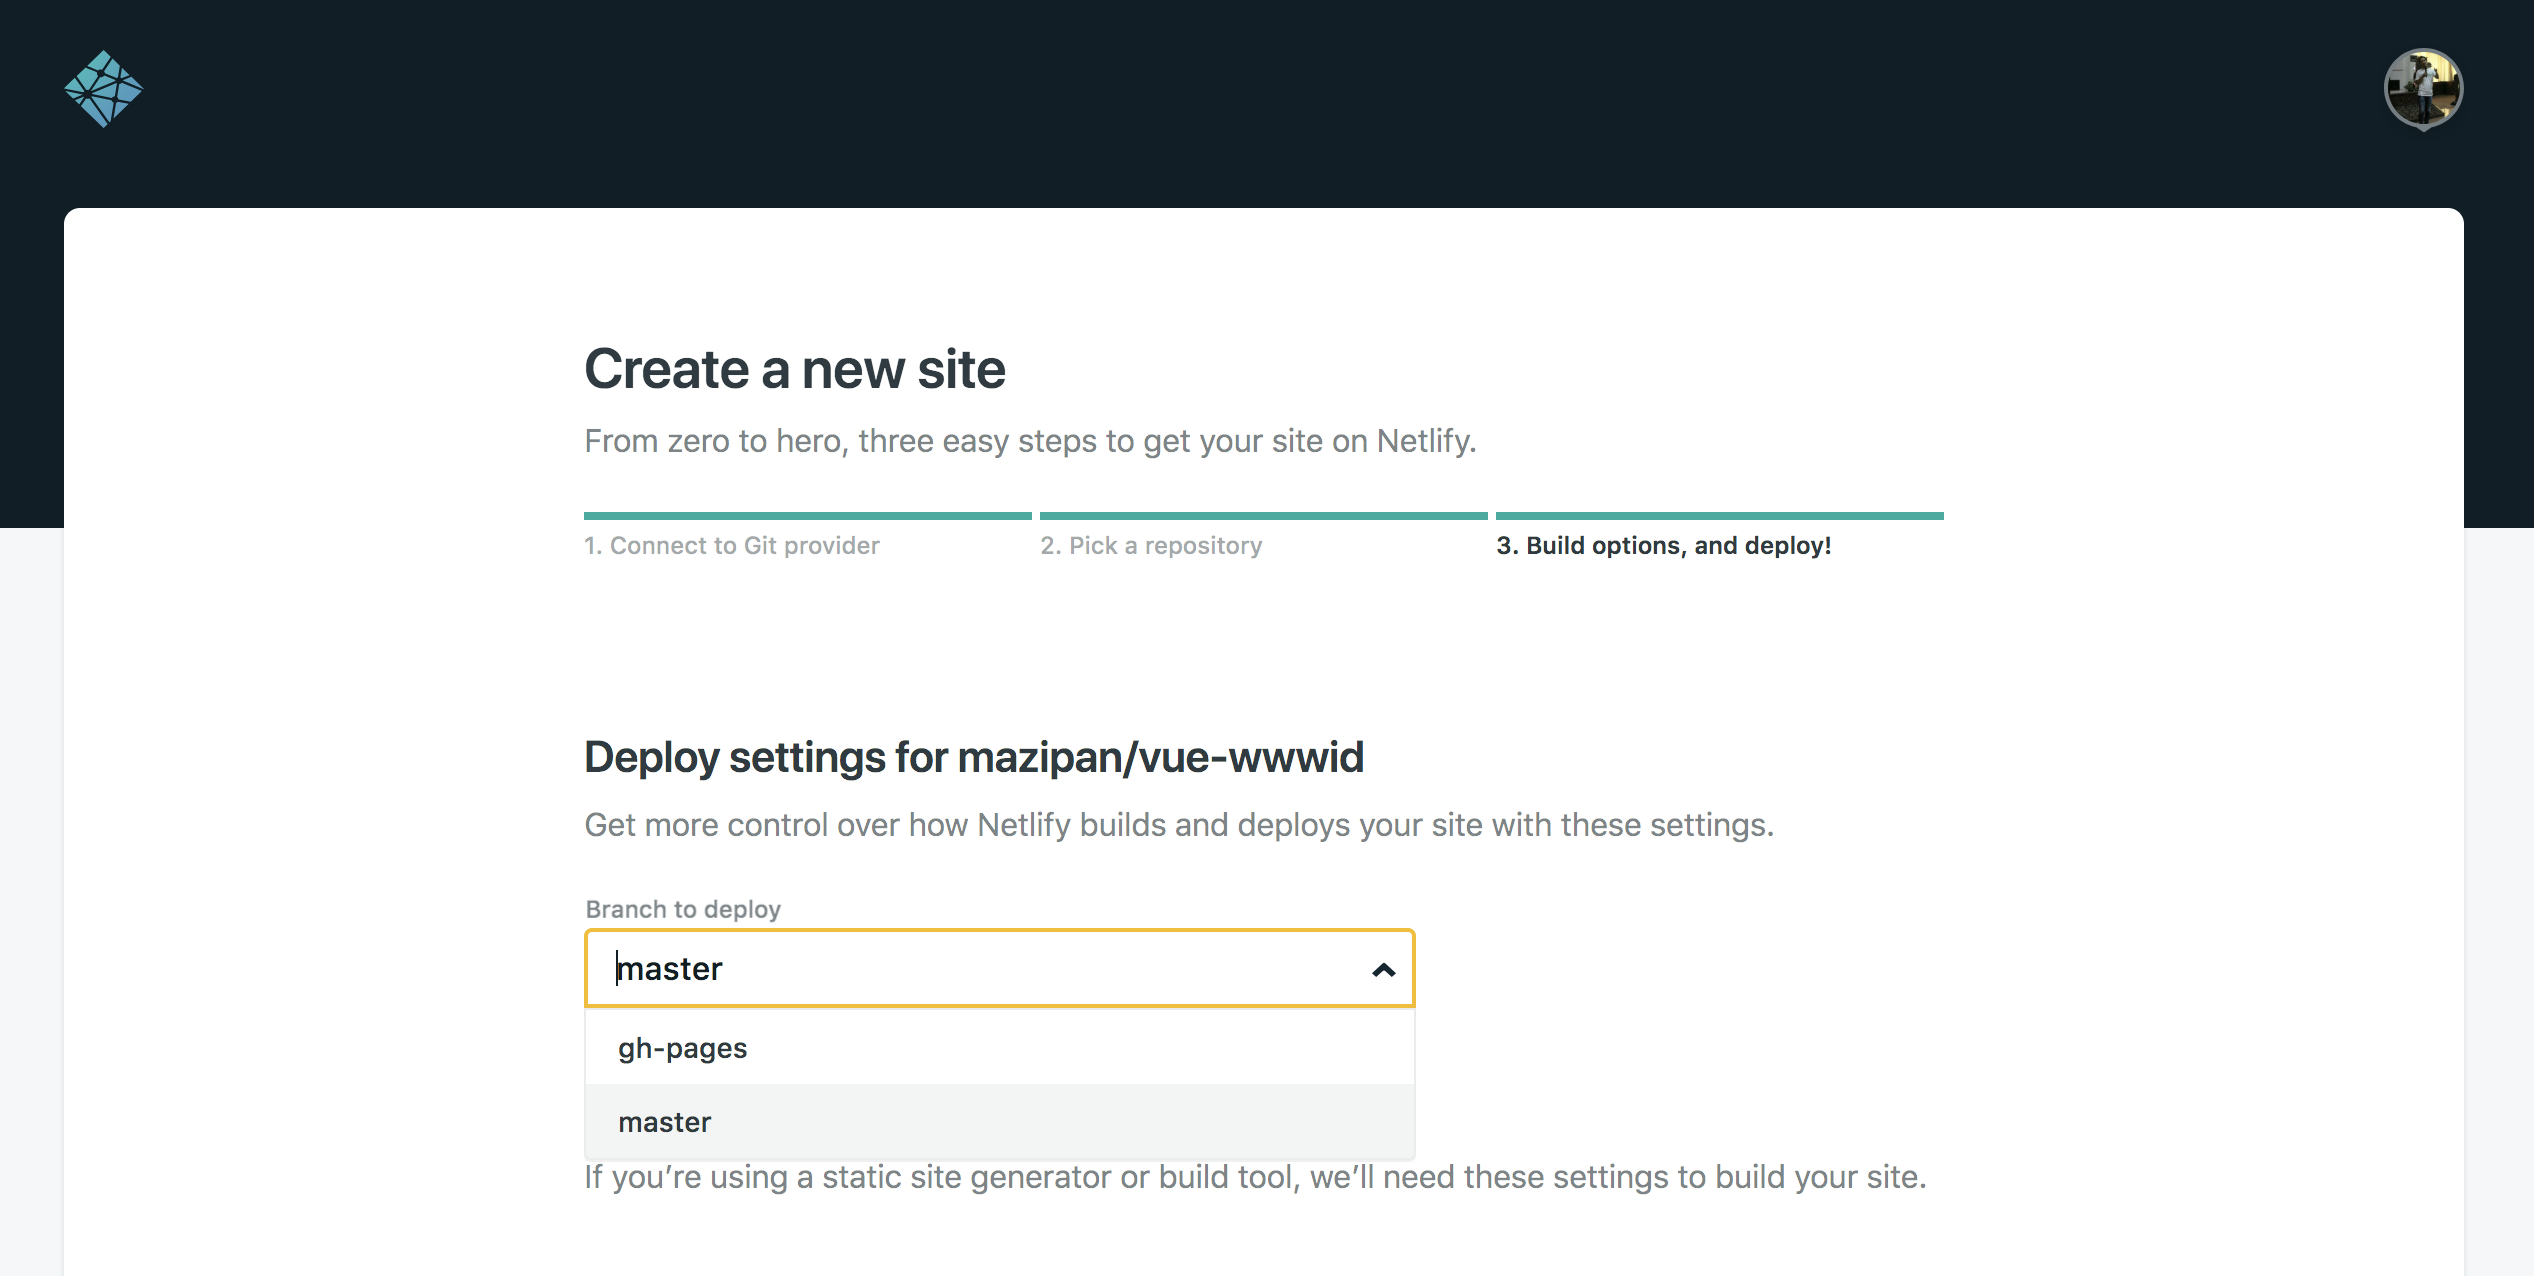 Create a new site
From zero to hero, three easy steps to get your site on Netlify.
1. Connect to Git provider
2. Pick a repository
3. Build options, and deploy!
Deploy settings for mazipan/vue-wwwid
Get more control over how Netlify builds and deploys your site with these settings.
Branch to deploy
master
gh-pages
master
If you’re using a static site generator or build tool, we’ll need these settings to build your site.